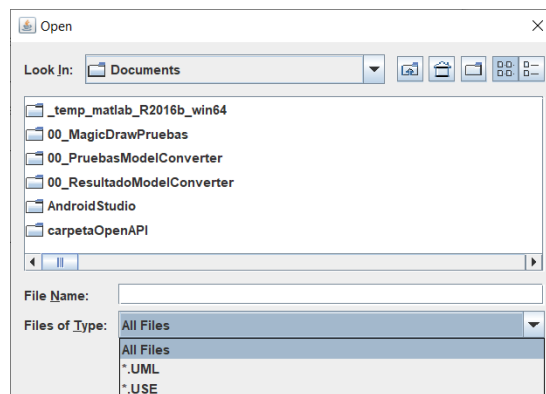 Open
Look In: Documents
_temp_matlab_R2016b_win64
00_MagicDrawPruebas
00_PruebasModelConverter
00_ResultadoModelConverter
AndroidStudio
carpetaOpenAPI
File Name:
Files of Type: All Files
All Files
*.UML
*.USE